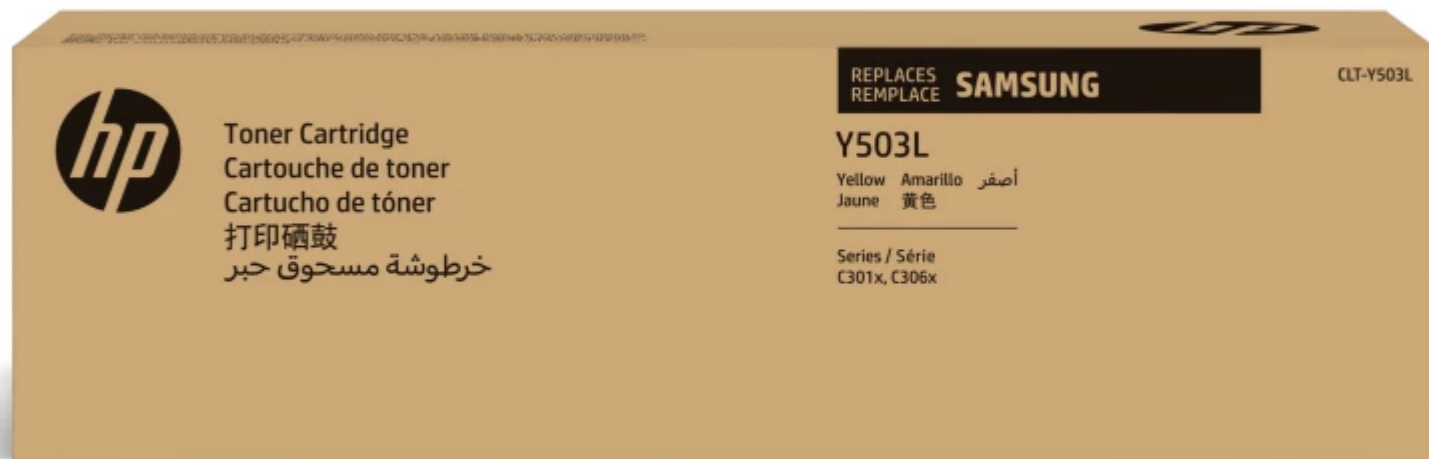 hp
Toner Cartridge
Cartouche de toner
Cartucho de tóner
打印硒鼓
خرطوشة مسحوق حبر
REPLACES
REMPLACE
SAMSUNG
CLT-Y503L
Y503L
Yellow Amarillo أصفر
Jaune 黄色
Series / Série
C301x, C306x